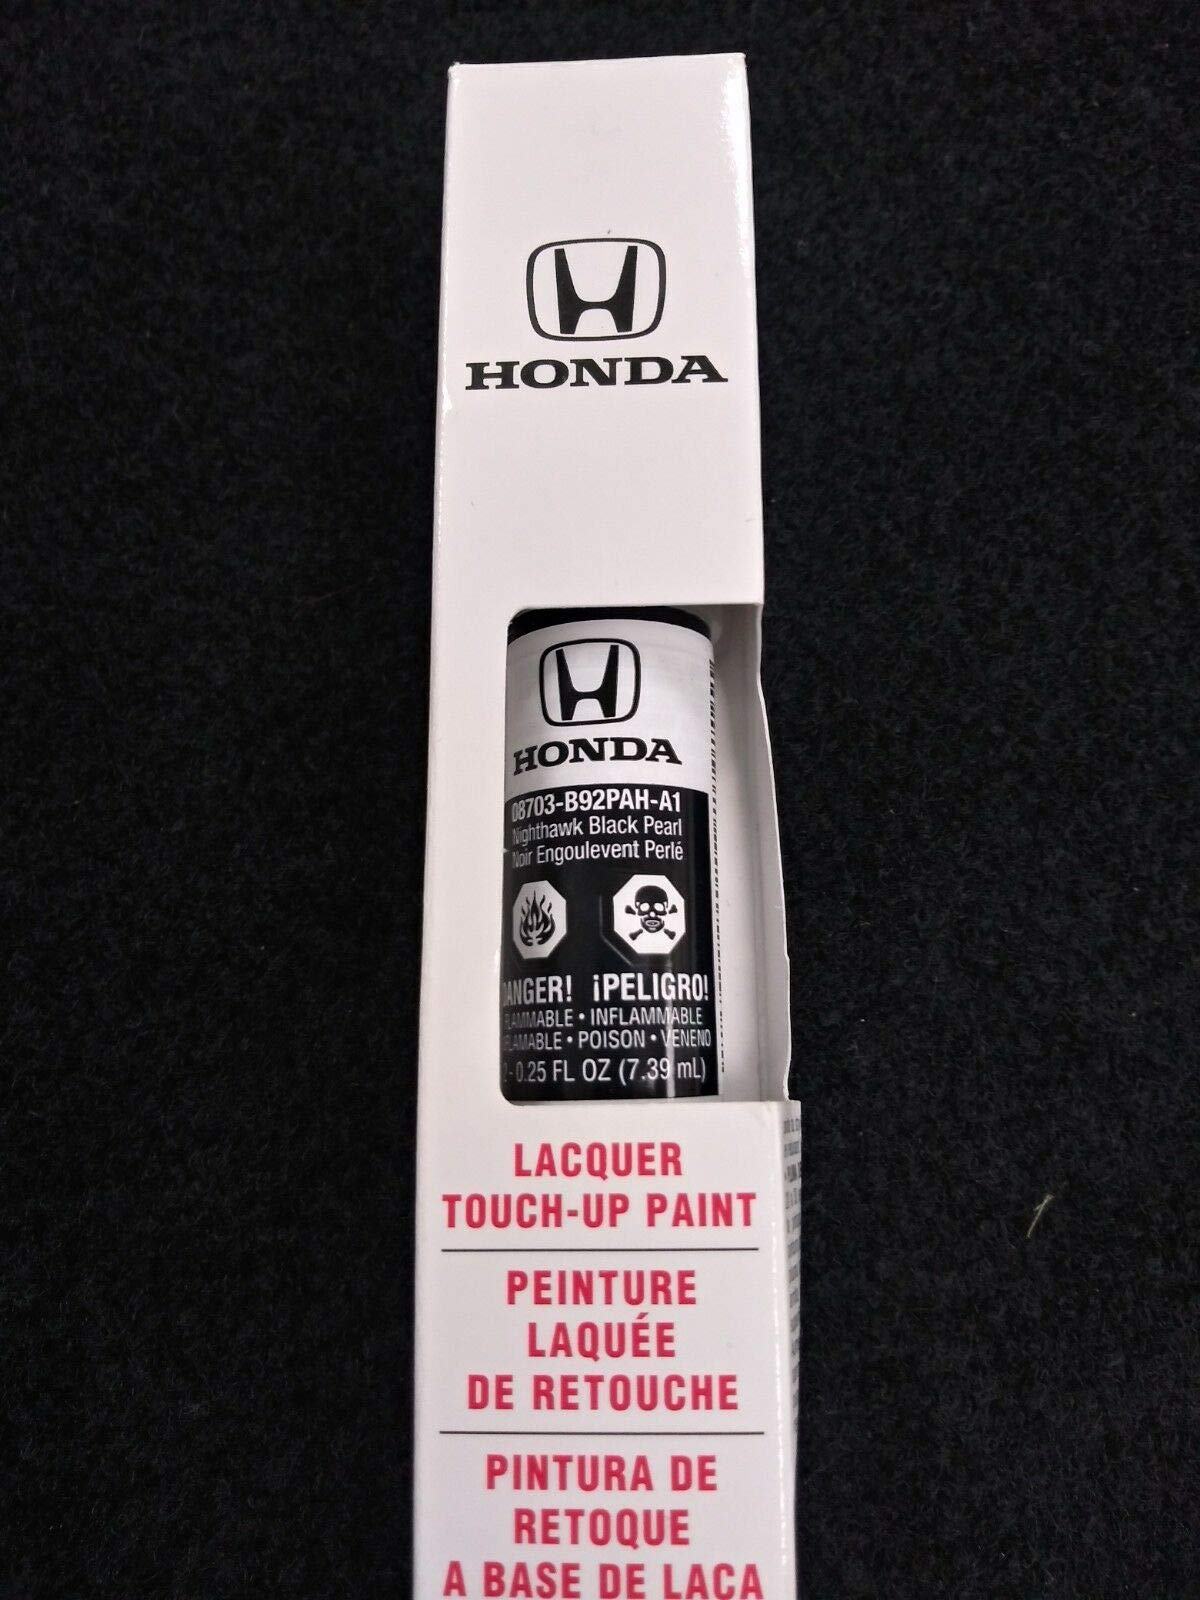 HONDA
HONDA
08703-B92PAH-A1
Nighthawk Black Pearl
Noir Engoulevent Perlé
DANGER! ¡PELIGRO!
FLAMMABLE • INFLAMMABLE
• POISON • VENENO
0.25 FL OZ (7.39 mL)
LACQUER
TOUCH-UP PAINT
PEINTURE
LAQUÉE
DE RETOUCHE
PINTURA DE
RETOQUE
A BASE DE LACA